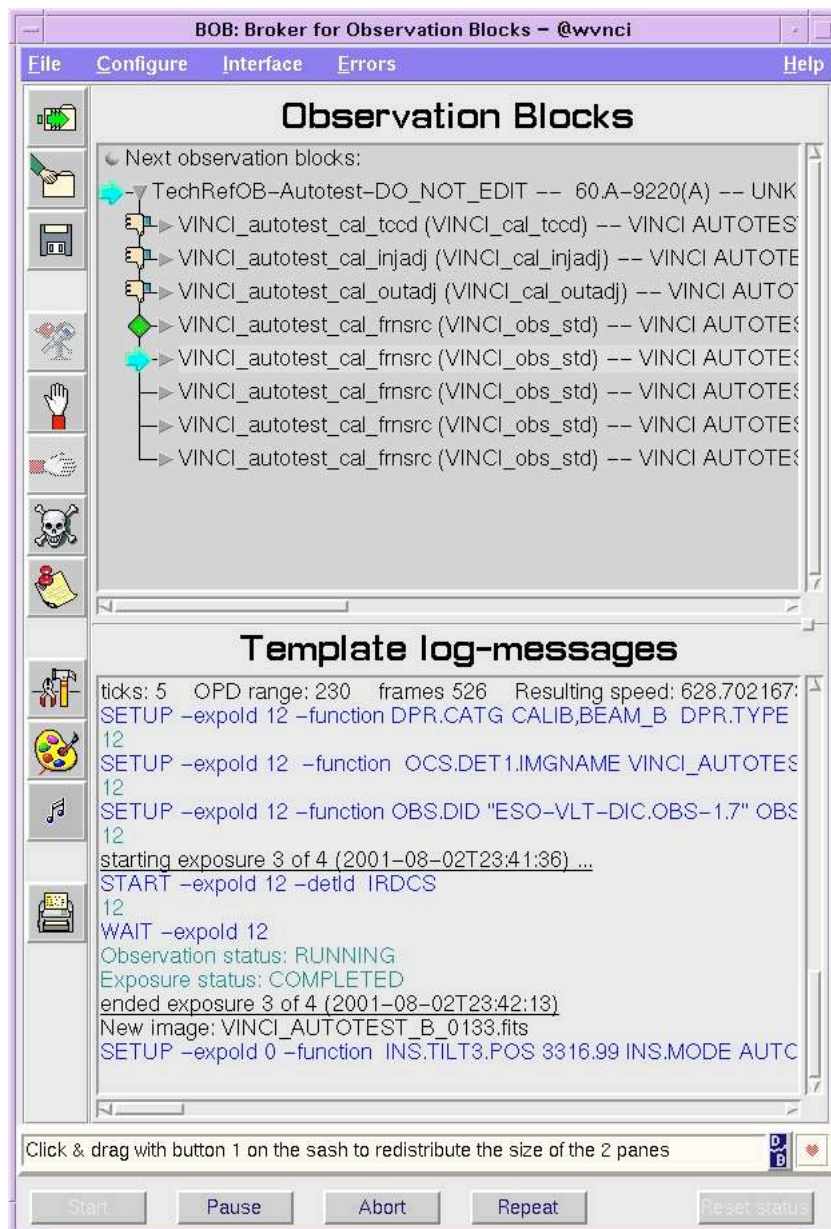 BOB: Broker for Observation Blocks – @wvnci
File Configure Interface Errors Help
Observation Blocks
Next observation blocks:
TechRefOB–Autotest–DO_NOT_EDIT –– 60.A–9220(A) –– UNK
VINCI_autotest_cal_tccd (VINCI_cal_tccd) –– VINCI AUTOTES
VINCI_autotest_cal_injadj (VINCI_cal_injadj) –– VINCI AUTOTE
VINCI_autotest_cal_outadj (VINCI_cal_outadj) –– VINCI AUTO
VINCI_autotest_cal_frnsrc (VINCI_obs_std) –– VINCI AUTOTES
VINCI_autotest_cal_frnsrc (VINCI_obs_std) –– VINCI AUTOTES
VINCI_autotest_cal_frnsrc (VINCI_obs_std) –– VINCI AUTOTES
VINCI_autotest_cal_frnsrc (VINCI_obs_std) –– VINCI AUTOTES
VINCI_autotest_cal_frnsrc (VINCI_obs_std) –– VINCI AUTOTES
Template log–messages
ticks: 5 OPD range: 230 frames 526 Resulting speed: 628.702167
SETUP –expoId 12 –function DPR.CATG CALIB,BEAM_B DPR.TYPE
12
SETUP –expoId 12 –function OCS.DET1.IMGNAME VINCI_AUTOTES
12
SETUP –expoId 12 –function OBS.DID "ESO–VLT–DIC.OBS–1.7" OBS
12
starting exposure 3 of 4 (2001–08–02T23:41:36) ...
START –expoId 12 –detId IRDCS
12
WAIT –expoId 12
Observation status: RUNNING
Exposure status: COMPLETED
ended exposure 3 of 4 (2001–08–02T23:42:13)
New image: VINCI_AUTOTEST_B_0133.fits
SETUP –expoId 0 –function INS.TILT3.POS 3316.99 INS.MODE AUTO
Click & drag with button 1 on the sash to redistribute the size of the 2 panes
D B
Start Pause Abort Repeat Reset status